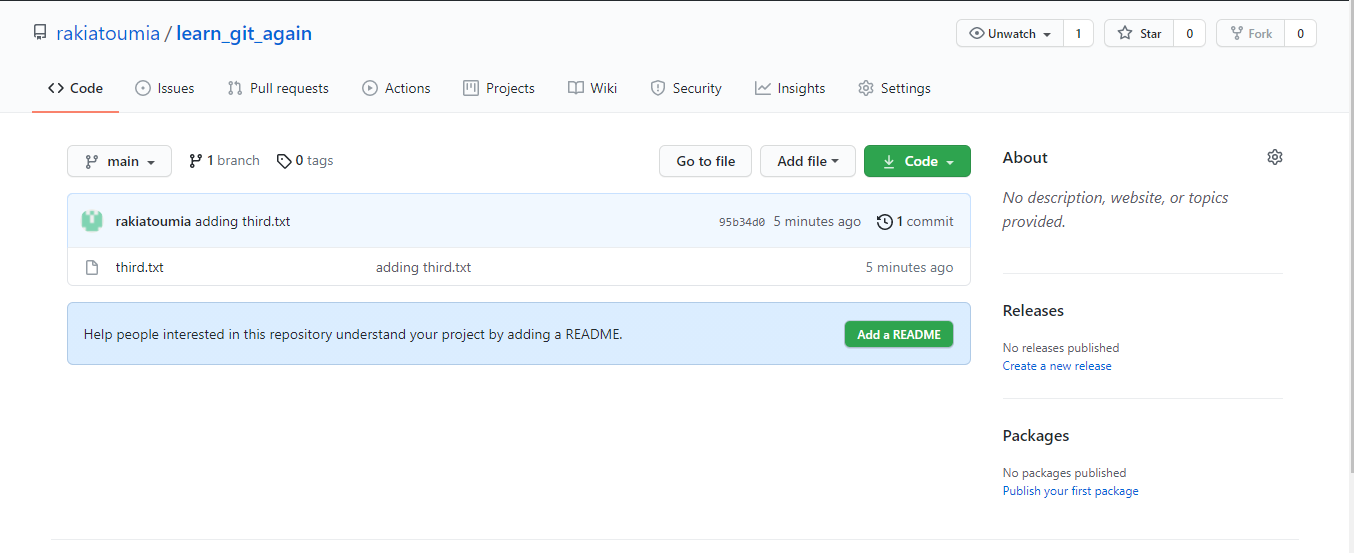 rakiatoumia / learn_git_again
Unwatch 1 Star 0 Fork 0
Code Issues Pull requests Actions Projects Wiki Security Insights Settings
main 1 branch 0 tags Go to file Add file Code
rakiatoumia adding third.txt 95b34d0 5 minutes ago 1 commit
third.txt adding third.txt 5 minutes ago
Help people interested in this repository understand your project by adding a README. Add a README
About
No description, website, or topics
provided.
Releases
No releases published
Create a new release
Packages
No packages published
Publish your first package